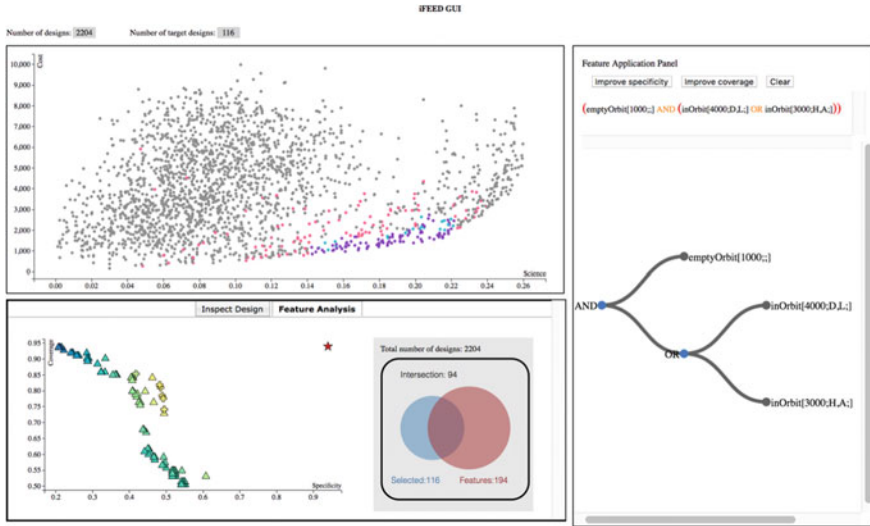 iFEED GUI
Number of designs: 2204 Number of target designs: 116
Cost
10,000
9,000
8,000
7,000
6,000
5,000
4,000
3,000
2,000
1,000
0
0.00 0.02 0.04 0.06 0.08 0.10 0.12 0.14 0.16 0.18 0.20 0.22 0.24 0.26
Science
Feature Application Panel
Improve specificity Improve coverage Clear
(emptyOrbit[1000;;] AND (inOrbit[4000;D,L;] OR inOrbit[3000;H,A;]))
emptyOrbit[1000;;]
AND
inOrbit[4000;D,L;]
OR
inOrbit[3000;H,A;]
Inspect Design Feature Analysis
Coverage
0.95
0.90
0.85
0.80
0.75
0.70
0.65
0.60
0.55
0.50
0.2 0.3 0.4 0.5 0.6 0.7 0.8 0.9
Specificity
Total number of designs: 2204
Intersection: 94
Selected:116 Features:194